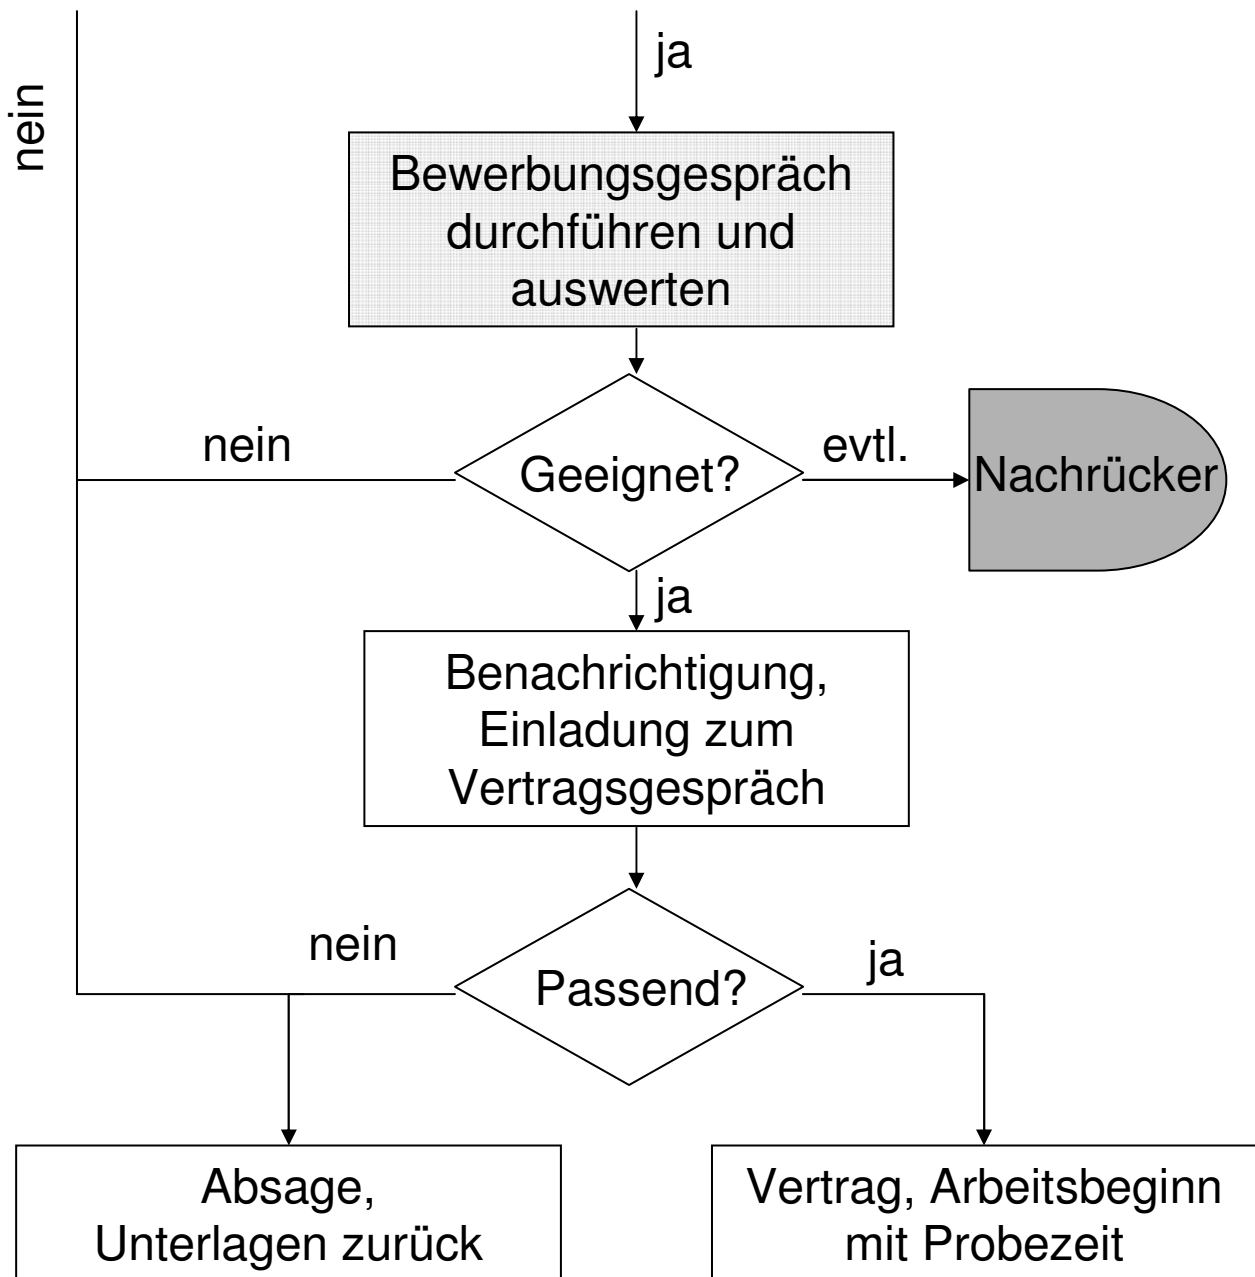 ja
nein
Bewerbungsgespräch
durchführen und
auswerten
nein
Geeignet?
evtl.
Nachrücker
ja
Benachrichtigung,
Einladung zum
Vertragsgespräch
nein
Passend?
ja
Absage,
Unterlagen zurück
Vertrag, Arbeitsbeginn
mit Probezeit